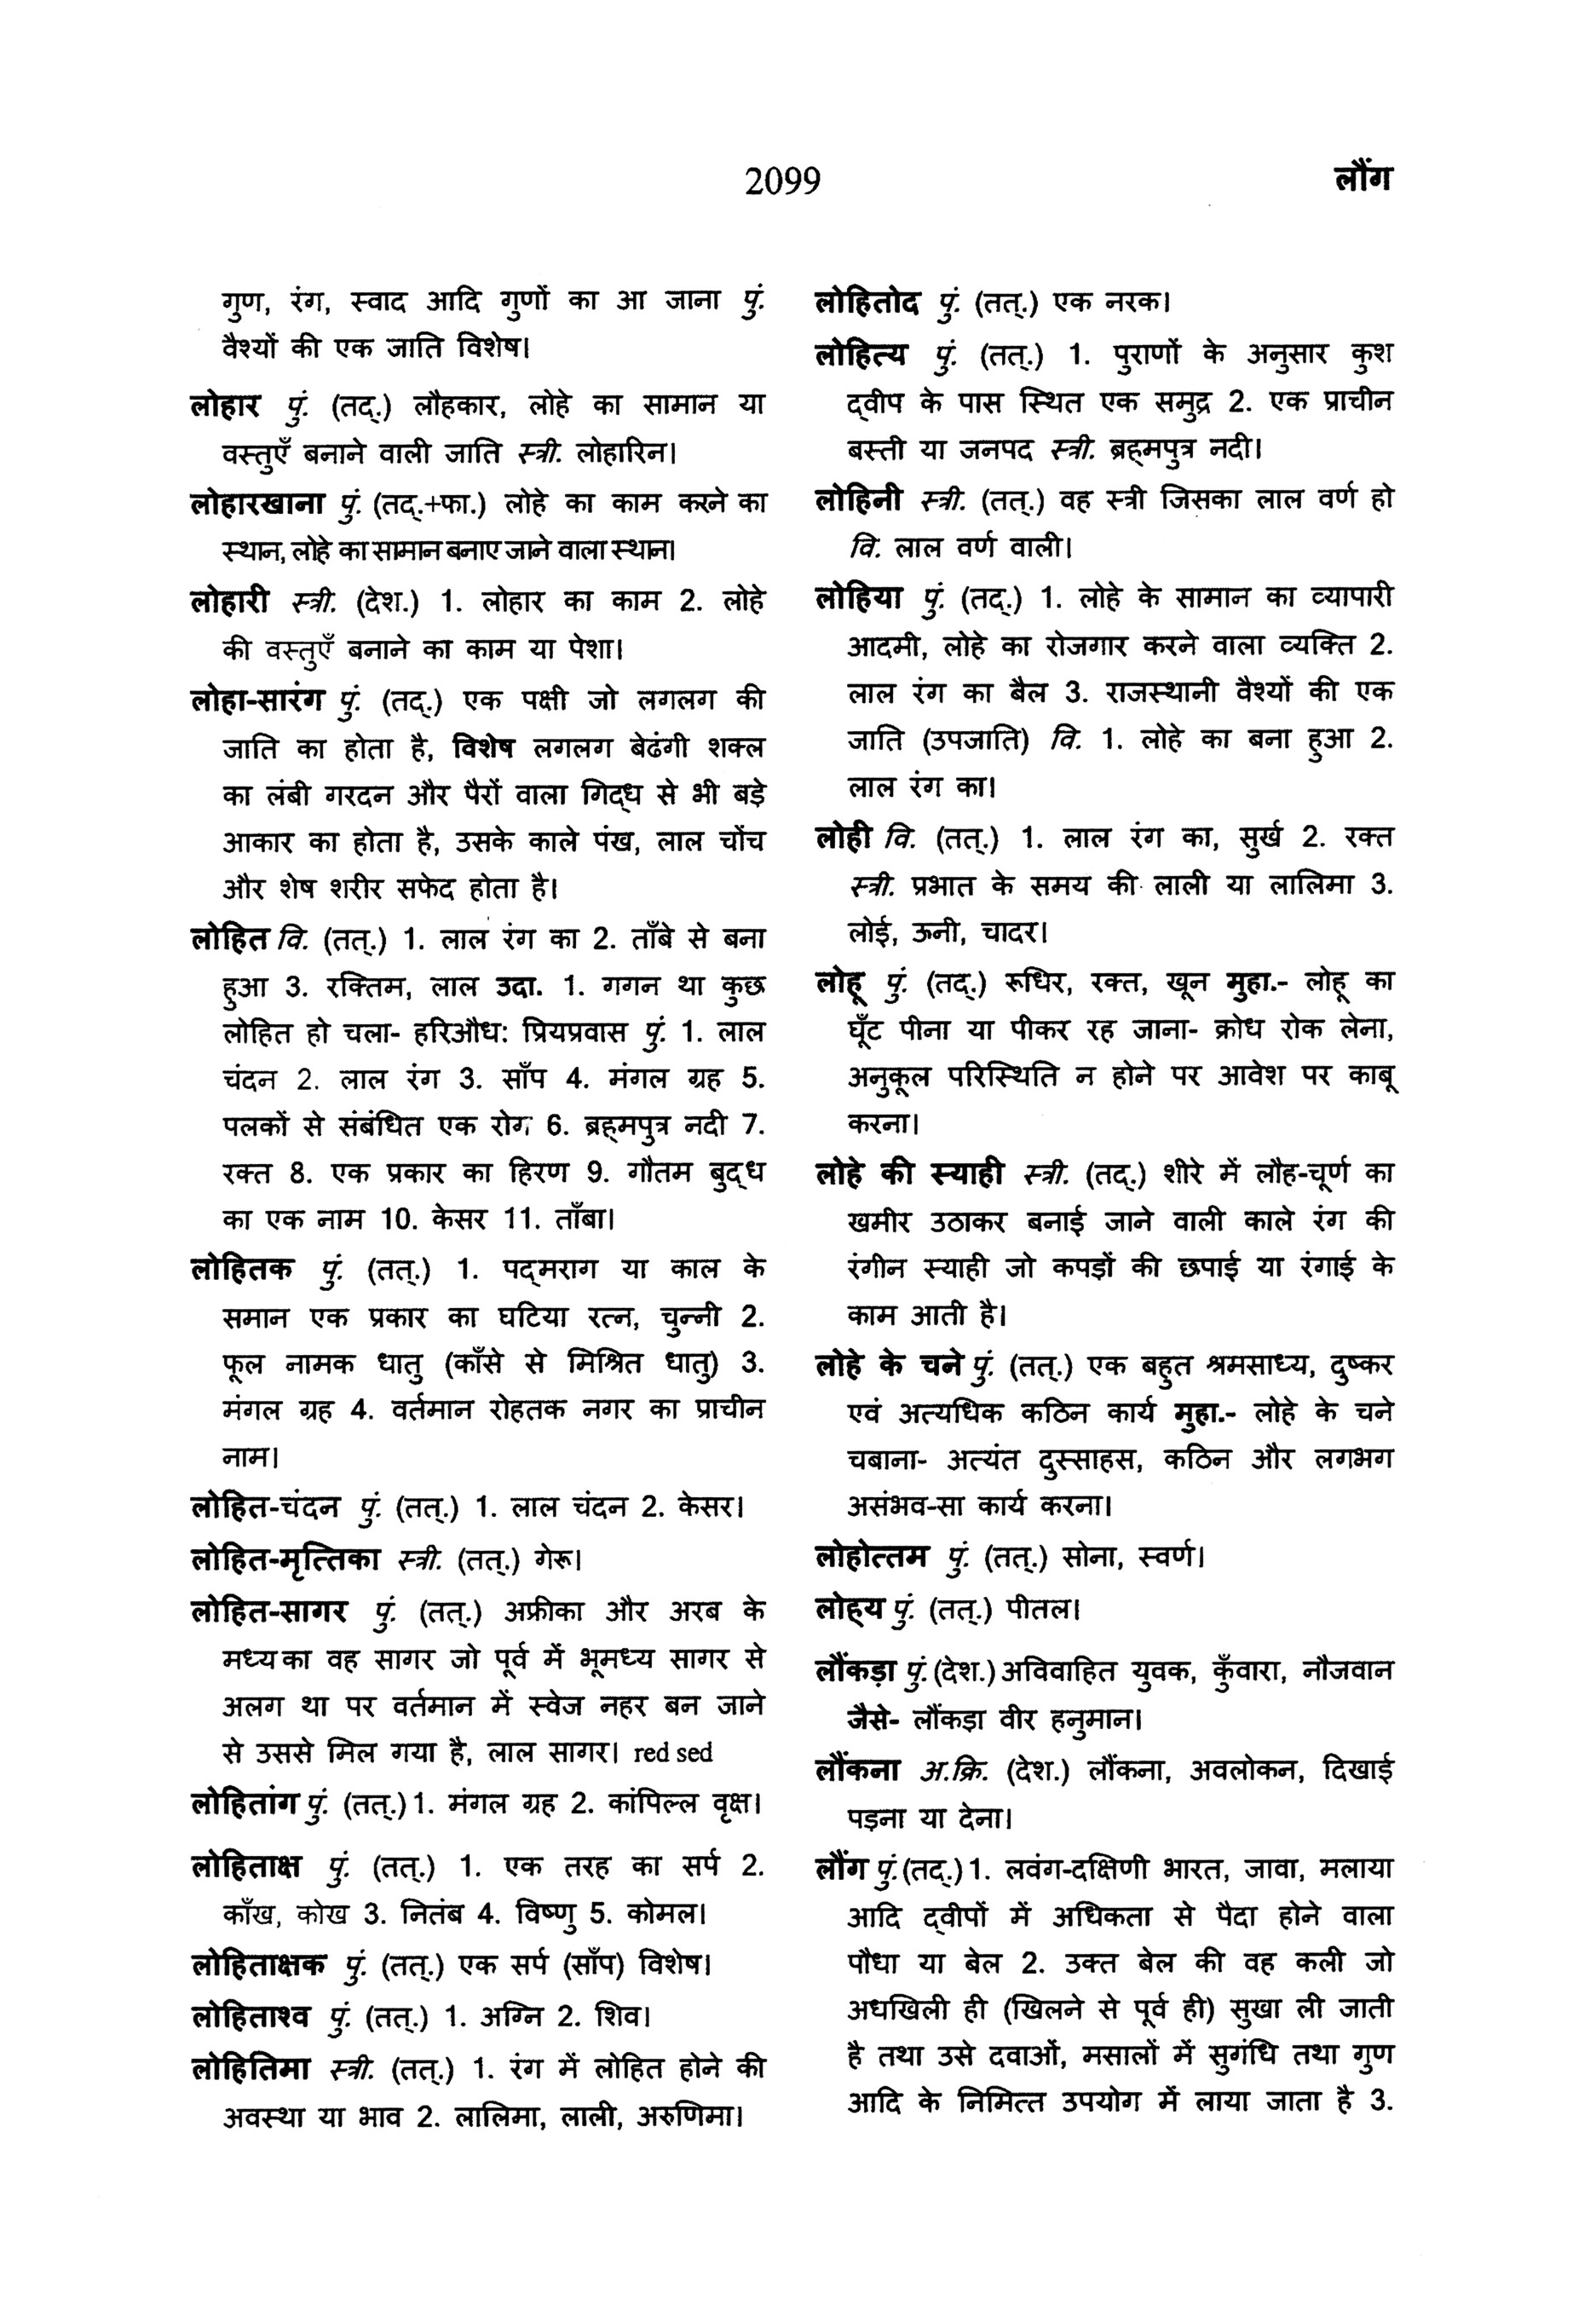 2099
लौंग
गुण, रंग, स्वाद आदि गुणों का आ जाना पुं.
वैश्यों की एक जाति विशेष।
लोहार पुं. (तद्.) लौहकार, लोहे का सामान या
वस्तुएँ बनाने वाली जाति स्त्री. लोहारिन।
लोहारखाना पुं. (तद्.+फा.) लोहे का काम करने का
स्थान, लोहे का सामान बनाए जाने वाला स्थान।
लोहारी स्त्री. (देश.) 1. लोहार का काम 2. लोहे
की वस्तुएँ बनाने का काम या पेशा।
लोहा-सारंग पुं. (तद्.) एक पक्षी जो लगलग की
जाति का होता है, विशेष लगलग बेढंगी शक्ल
का लंबी गरदन और पैरों वाला गिद्ध से भी बड़े
आकार का होता है, उसके काले पंख, लाल चोंच
और शेष शरीर सफेद होता है।
लोहित वि. (तत्.) 1. लाल रंग का 2. ताँबे से बना
हुआ 3. रक्तिम, लाल उदा. 1. गगन था कुछ
लोहित हो चला- हरिऔध: प्रियप्रवास पुं. 1. लाल
चंदन 2. लाल रंग 3. साँप 4. मंगल ग्रह 5.
पलकों से संबंधित एक रोग 6. ब्रह्मपुत्र नदी 7.
रक्त 8. एक प्रकार का हिरण 9. गौतम बुद्ध
का एक नाम 10. केसर 11. ताँबा।
लोहितक पुं. (तत्.) 1. पद्मराग या काल के
समान एक प्रकार का घटिया रत्न, चुन्नी 2.
फूल नामक धातु (काँसे से मिश्रित धातु) 3.
मंगल ग्रह 4. वर्तमान रोहतक नगर का प्राचीन
नाम।
लोहित-चंदन पुं. (तत्.) 1. लाल चंदन 2. केसर।
लोहित-मृत्तिका स्त्री. (तत्.) गेरू।
लोहित-सागर पुं. (तत्.) अफ्रीका और अरब के
मध्य का वह सागर जो पूर्व में भूमध्य सागर से
अलग था पर वर्तमान में स्वेज नहर बन जाने
से उससे मिल गया है, लाल सागर। red sed
लोहितांग पुं. (तत्.) 1. मंगल ग्रह 2. कांपिल्ल वृक्ष।
लोहिताक्ष पुं. (तत्.) 1. एक तरह का सर्प 2.
काँख, कोख 3. नितंब 4. विष्णु 5. कोमल।
लोहिताक्षक पुं. (तत्.) एक सर्प (साँप) विशेष।
लोहिताश्व पुं. (तत्.) 1. अग्नि 2. शिव।
लोहितिमा स्त्री. (तत्.) 1. रंग में लोहित होने की
अवस्था या भाव 2. लालिमा, लाली, अरुणिमा।
लोहितोद पुं. (तत्.) एक नरक।
लोहित्य पुं. (तत्.) 1. पुराणों के अनुसार कुश
द्वीप के पास स्थित एक समुद्र 2. एक प्राचीन
बस्ती या जनपद स्त्री. ब्रह्मपुत्र नदी।
लोहिनी स्त्री. (तत्.) वह स्त्री जिसका लाल वर्ण हो
वि. लाल वर्ण वाली।
लोहिया पुं. (तद्.) 1. लोहे के सामान का व्यापारी
आदमी, लोहे का रोजगार करने वाला व्यक्ति 2.
लाल रंग का बैल 3. राजस्थानी वैश्यों की एक
जाति (उपजाति) वि. 1. लोहे का बना हुआ 2.
लाल रंग का।
लोही वि. (तत्.) 1. लाल रंग का, सुर्ख 2. रक्त
स्त्री. प्रभात के समय की लाली या लालिमा 3.
लोई, ऊनी, चादर।
लोहू पुं. (तद्.) रूधिर, रक्त, खून मुहा.- लोहू का
घूँट पीना या पीकर रह जाना- क्रोध रोक लेना,
अनुकूल परिस्थिति न होने पर आवेश पर काबू
करना।
लोहे की स्याही स्त्री. (तद्.) शीरे में लौह-चूर्ण का
खमीर उठाकर बनाई जाने वाली काले रंग की
रंगीन स्याही जो कपड़ों की छपाई या रंगाई के
काम आती है।
लोहे के चने पुं. (तत्.) एक बहुत श्रमसाध्य, दुष्कर
एवं अत्यधिक कठिन कार्य मुहा.- लोहे के चने
चबाना- अत्यंत दुस्साहस, कठिन और लगभग
असंभव-सा कार्य करना।
लोहोत्तम पुं. (तत्.) सोना, स्वर्ण।
लोह्य पुं. (तत्.) पीतल।
लौंकड़ा पुं. (देश.) अविवाहित युवक, कुँवारा, नौजवान
जैसे- लौंकड़ा वीर हनुमान।
लौंकना अ.क्रि. (देश.) लौंकना, अवलोकन, दिखाई
पड़ना या देना।
लौंग पुं. (तद्.) 1. लवंग-दक्षिणी भारत, जावा, मलाया
आदि द्वीपों में अधिकता से पैदा होने वाला
पौधा या बेल 2. उक्त बेल की वह कली जो
अधखिली ही (खिलने से पूर्व ही) सुखा ली जाती
है तथा उसे दवाओं, मसालों में सुगंधि तथा गुण
आदि के निमित्त उपयोग में लाया जाता है 3.